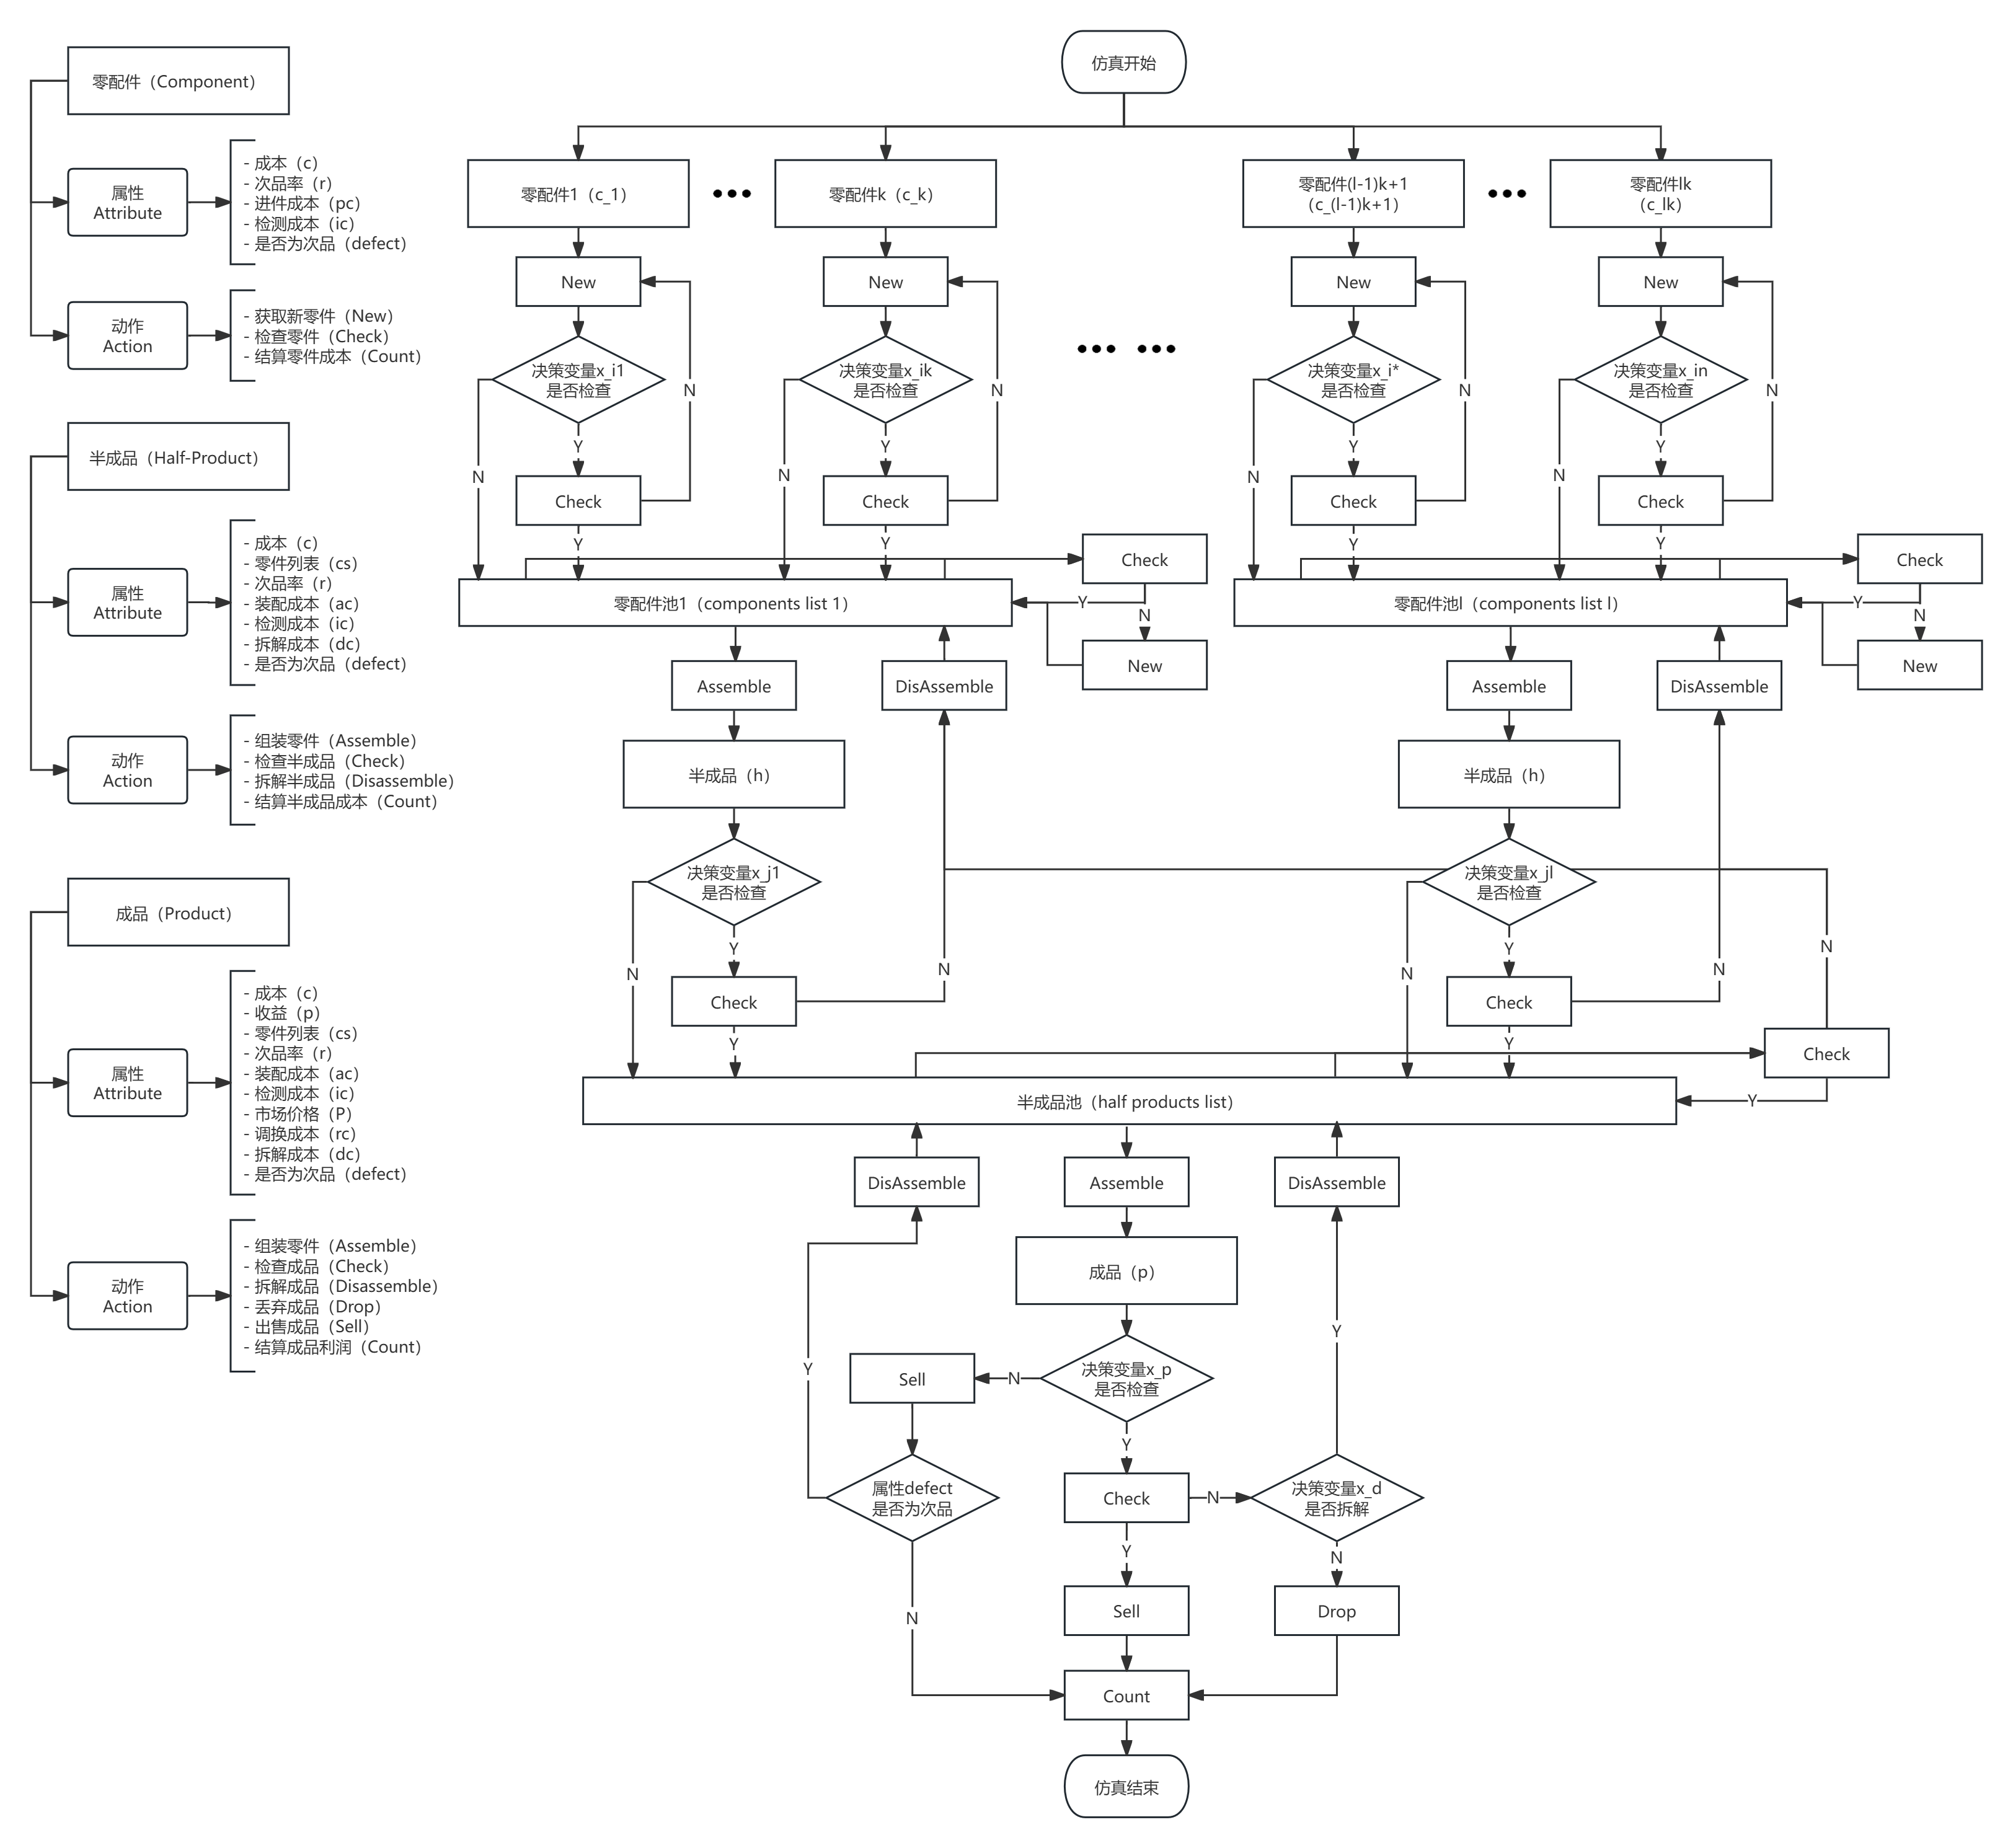 零配件（Component）
属性
Attribute
- 成本（c）
- 次品率（r）
- 进件成本（pc）
- 检测成本（ic）
- 是否为次品（defect）
动作
Action
- 获取新零件（New）
- 检查零件（Check）
- 结算零件成本（Count）
半成品（Half-Product）
属性
Attribute
- 成本（c）
- 零件列表（cs）
- 次品率（r）
- 装配成本（ac）
- 检测成本（ic）
- 拆解成本（dc）
- 是否为次品（defect）
动作
Action
- 组装零件（Assemble）
- 检查半成品（Check）
- 拆解半成品（Disassemble）
- 结算半成品成本（Count）
成品（Product）
属性
Attribute
- 成本（c）
- 收益（p）
- 零件列表（cs）
- 次品率（r）
- 装配成本（ac）
- 检测成本（ic）
- 市场价格（P）
- 调换成本（rc）
- 拆解成本（dc）
- 是否为次品（defect）
动作
Action
- 组装零件（Assemble）
- 检查成品（Check）
- 拆解成品（Disassemble）
- 丢弃成品（Drop）
- 出售成品（Sell）
- 结算成品利润（Count）
仿真开始
零配件1（c_1）
●●●
零配件k（c_k）
零配件(l-1)k+1
（c_(l-1)k+1）
●●●
零配件lk
（c_lk）
New
New
New
New
●●● ●●●
决策变量x_i1
是否检查
决策变量x_ik
是否检查
决策变量x_i*
是否检查
决策变量x_in
是否检查
N
N
N
N
Y
Y
Y
Y
N
N
N
N
Check
Check
Check
Check
Y
Y
Y
Y
Check
Check
零配件池1（components list 1）
Y
N
零配件池l（components list l）
Y
N
New
New
Assemble
DisAssemble
Assemble
DisAssemble
半成品（h）
半成品（h）
决策变量x_j1
是否检查
决策变量x_jl
是否检查
Y
Y
N
N
N
N
N
Check
Check
Y
Y
Check
半成品池（half products list）
Y
DisAssemble
Assemble
DisAssemble
成品（p）
Y
Y
Sell
N
决策变量x_p
是否检查
Y
属性defect
是否为次品
Check
N
决策变量x_d
是否拆解
Y
N
N
Sell
Drop
Count
仿真结束